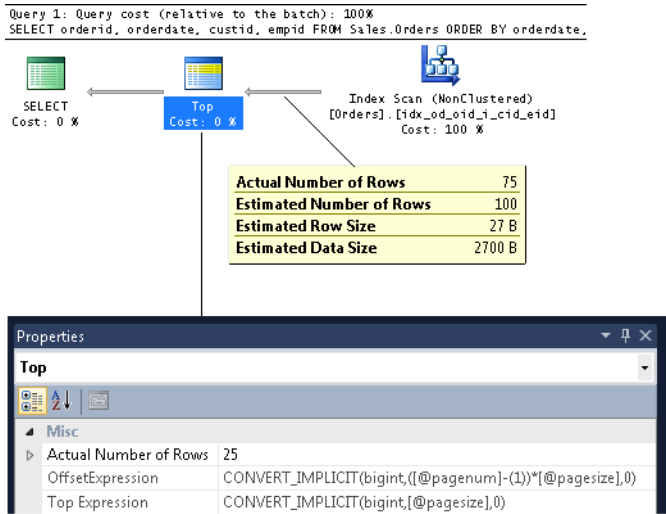 Query 1: Query cost (relative to the batch): 100%
SELECT orderid, orderdate, custid, empid FROM Sales.Orders ORDER BY orderdate,
SELECT
Cost: 0 %
Top
Cost: 0 %
Index Scan (NonClustered)
[Orders].[idx_od_oid_i_cid_eid]
Cost: 100 %
Actual Number of Rows 75
Estimated Number of Rows 100
Estimated Row Size 27 B
Estimated Data Size 2700 B
Properties
Top
Misc
Actual Number of Rows 25
OffsetExpression CONVERT_IMPLICIT(bigint,([@pagenum]-(1))*[@pagesize],0)
Top Expression CONVERT_IMPLICIT(bigint,[@pagesize],0)